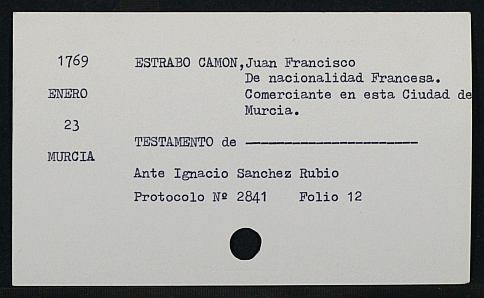 1769 ESTRABO CAMON,Juan Francisco
De nacionalidad Francesa.
ENERO Comerciante en esta Ciudad de
Murcia.
23
TESTAMENTO de ----------------------
MURCIA
Ante Ignacio Sanchez Rubio
Protocolo Nº 2841 Folio 12